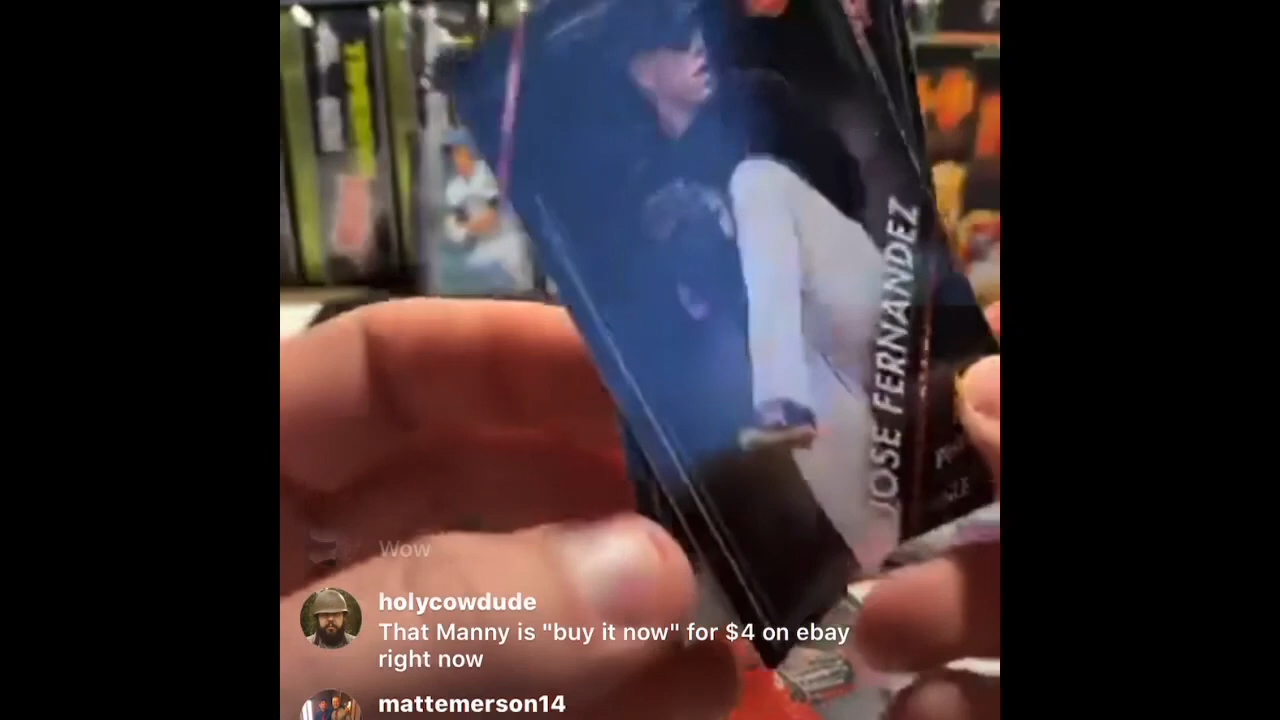 JOSE FERNANDEZ
Wow
holycowdude
That Manny is "buy it now" for $4 on ebay
right now
mattemerson14